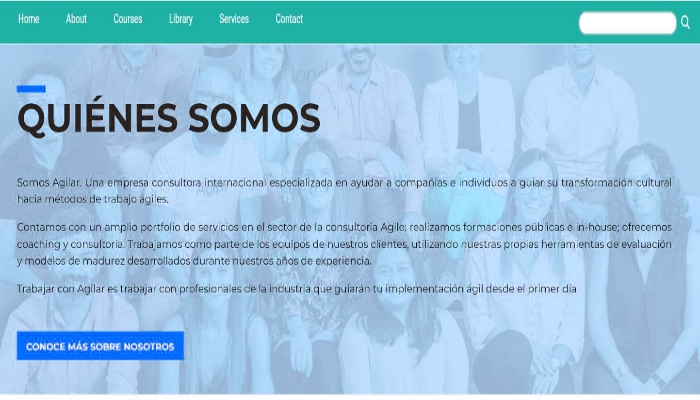 Home About Courses Library Services Contact
QUIÉNES SOMOS
Somos Agilar. Una empresa consultora internacional especializada en ayudar a compañías e individuos a guiar su transformación cultural
hacia métodos de trabajo ágiles.
Contamos con un amplio portfolio de servicios en el sector de la consultoría Agile: realizamos formaciones públicas e in-house; ofrecemos
coaching y consultoría. Trabajamos como parte de los equipos de nuestros clientes, utilizando nuestras propias herramientas de evaluación
y modelos de madurez desarrollados durante nuestros años de experiencia.
Trabajar con Agilar es trabajar con profesionales de la industria que guiarán tu implementación ágil desde el primer día
CONOCE MÁS SOBRE NOSOTROS